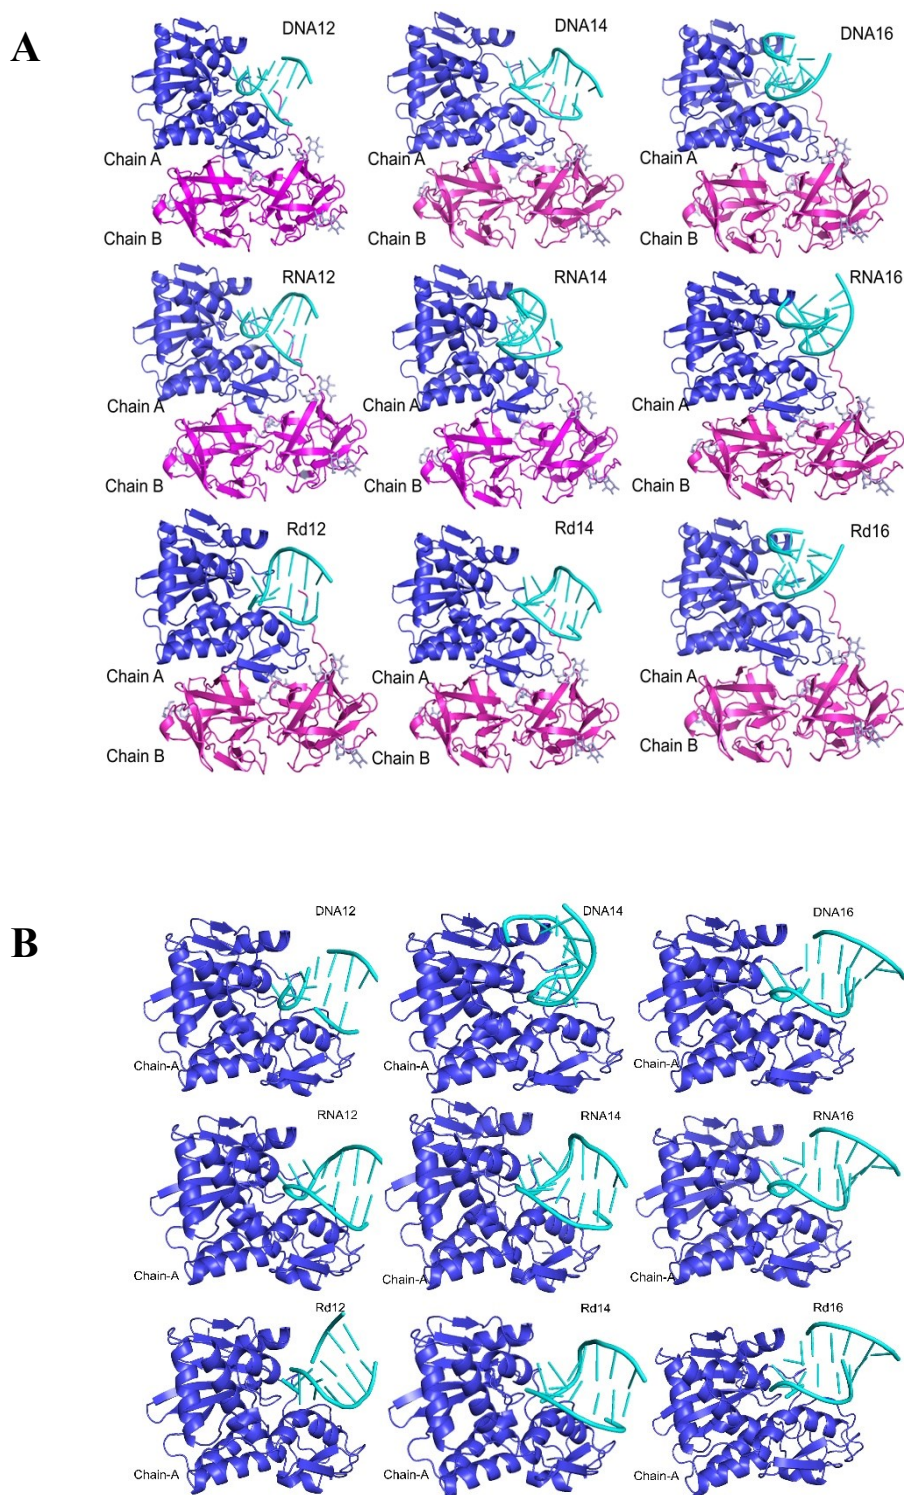 A
DNA12
DNA14
DNA16
Chain A
Chain A
Chain A
Chain B
Chain B
Chain B
RNA12
RNA14
RNA16
Chain A
Chain A
Chain A
Chain B
Chain B
Chain B
Rd12
Rd14
Rd16
Chain A
Chain A
Chain A
Chain B
Chain B
Chain B
B
DNA12
DNA14
DNA16
Chain-A
Chain-A
Chain-A
RNA12
RNA14
RNA16
Chain-A
Chain-A
Chain-A
Rd12
Rd14
Rd16
Chain-A
Chain-A
Chain-A